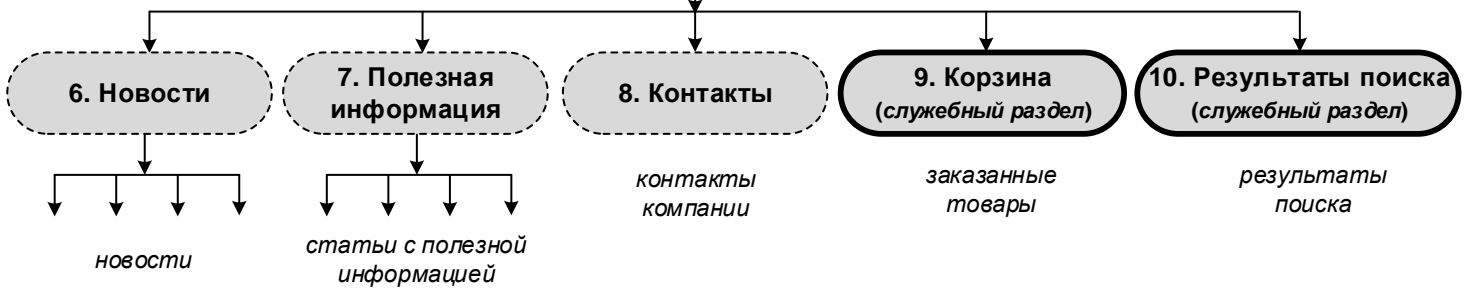 6. Новости
7. Полезная
информация
8. Контакты
9. Корзина
(служебный раздел)
10. Результаты поиска
(служебный раздел)
новости
статьи с полезной
информацией
контакты
компании
заказанные
товары
результаты
поиска